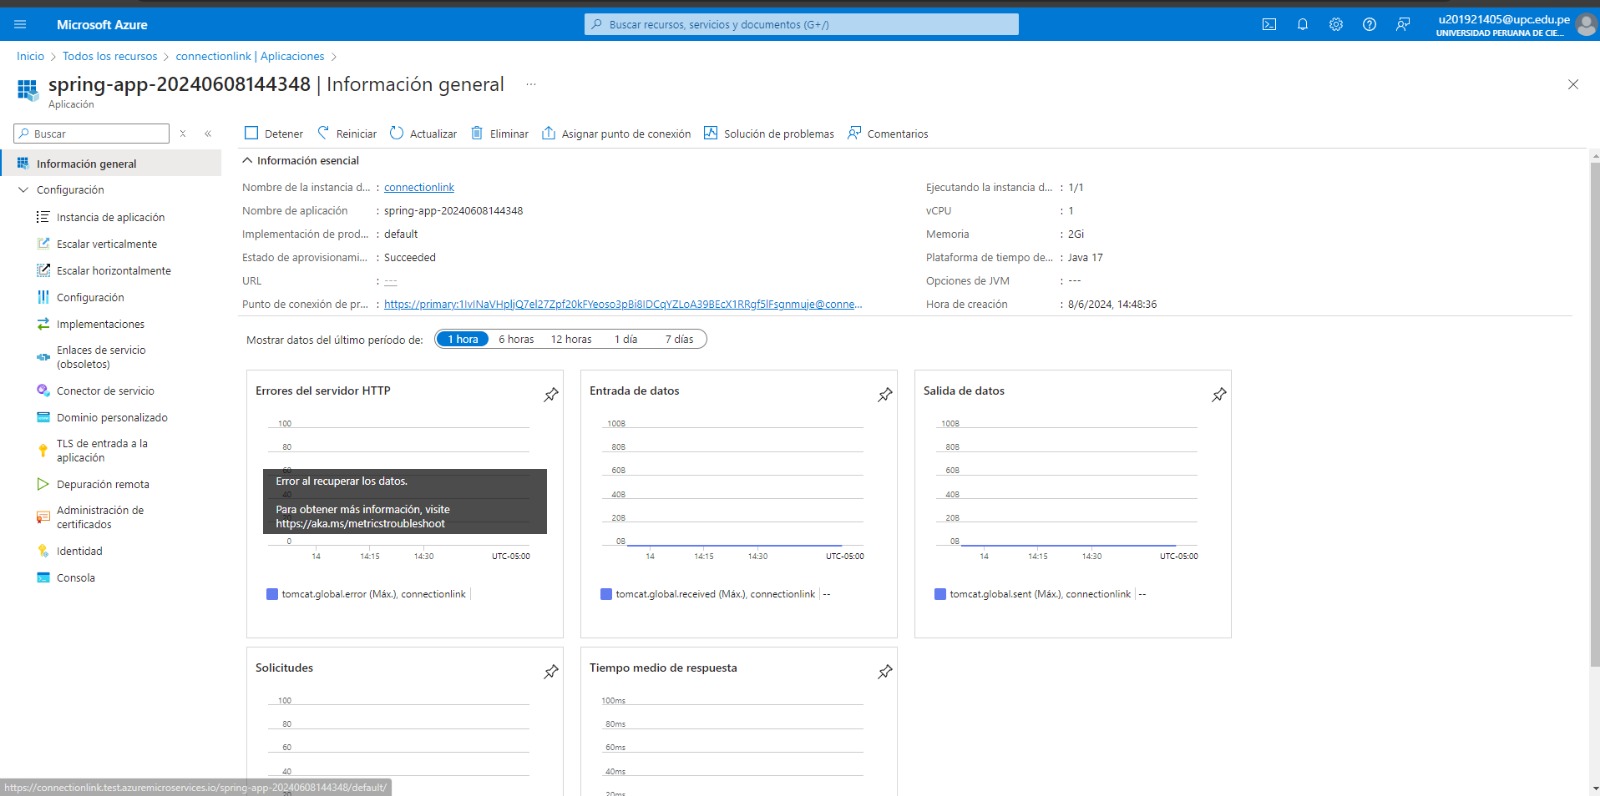 Microsoft Azure
Buscar recursos, servicios y documentos (G+/)
u201921405@upc.edu.pe
UNIVERSIDAD PERUANA DE CIE...
Inicio > Todos los recursos > connectionlink | Aplicaciones >
spring-app-20240608144348 | Información general ...
Aplicación
Buscar
Información general
Configuración
Instancia de aplicación
Escalar verticalmente
Escalar horizontalmente
Configuración
Implementaciones
Enlaces de servicio
(obsoletos)
Conector de servicio
Dominio personalizado
TLS de entrada a la
aplicación
Depuración remota
Administración de
certificados
Identidad
Consola
Detener Reiniciar Actualizar Eliminar Asignar punto de conexión Solución de problemas Comentarios
Información esencial
Nombre de la instancia d... : connectionlink
Nombre de aplicación : spring-app-20240608144348
Implementación de prod... : default
Estado de aprovisionami... : Succeeded
URL : ---
Punto de conexión de pr... :
Ejecutando la instancia d... : 1/1
vCPU : 1
Memoria : 2Gi
Plataforma de tiempo de... : Java 17
Opciones de JVM : ---
Hora de creación : 8/6/2024, 14:48:36
Mostrar datos del último período de: 1 hora 6 horas 12 horas 1 día 7 días
Errores del servidor HTTP
100
80
60
40
0
Error al recuperar los datos.
Para obtener más información, visite
https://aka.ms/metricstroubleshoot
14 14:15 14:30 UTC-05:00
tomcat.global.error (Máx.), connectionlink
Entrada de datos
100B
80B
60B
40B
20B
0B
14 14:15 14:30 UTC-05:00
tomcat.global.received (Máx.), connectionlink --
Salida de datos
100B
80B
60B
40B
20B
0B
14 14:15 14:30 UTC-05:00
tomcat.global.sent (Máx.), connectionlink --
Solicitudes
100
80
60
40
20
Tiempo medio de respuesta
100ms
80ms
60ms
40ms
20ms
https://connectionlink.test.azuremicroservices.io/spring-app-20240608144348/default/